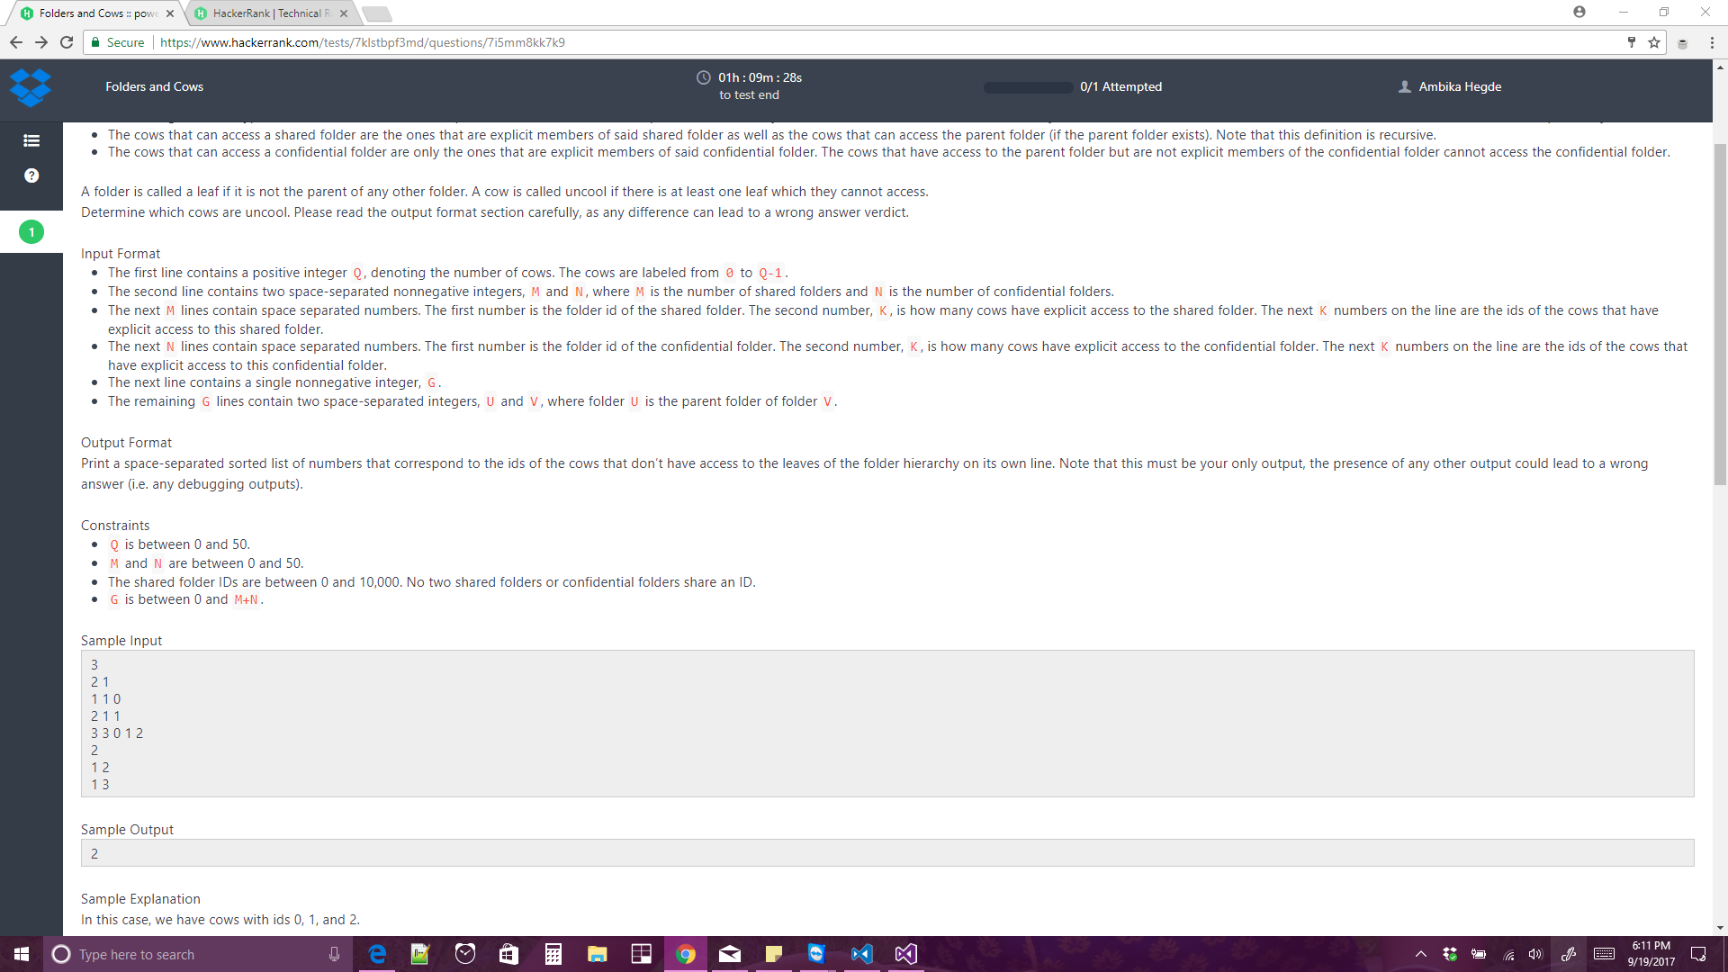 Folders and Cows :: pow
HackerRank | Technical R
Secure
https://www.hackerrank.com/tests/7klstbpf3md/questions/7i5mm8kk7k9
Folders and Cows
01h : 09m : 28s
to test end
0/1 Attempted
Ambika Hegde
The cows that can access a shared folder are the ones that are explicit members of said shared folder as well as the cows that can access the parent folder (if the parent folder exists). Note that this definition is recursive.
The cows that can access a confidential folder are only the ones that are explicit members of said confidential folder. The cows that have access to the parent folder but are not explicit members of the confidential folder cannot access the confidential folder.
A folder is called a leaf if it is not the parent of any other folder. A cow is called uncool if there is at least one leaf which they cannot access.
Determine which cows are uncool. Please read the output format section carefully, as any difference can lead to a wrong answer verdict.
1
Input Format
The first line contains a positive integer Q, denoting the number of cows. The cows are labeled from 0 to Q-1.
The second line contains two space-separated nonnegative integers, M and N, where M is the number of shared folders and N is the number of confidential folders.
The next M lines contain space separated numbers. The first number is the folder id of the shared folder. The second number, K, is how many cows have explicit access to the shared folder. The next K numbers on the line are the ids of the cows that have
explicit access to this shared folder.
The next N lines contain space separated numbers. The first number is the folder id of the confidential folder. The second number, K, is how many cows have explicit access to the confidential folder. The next K numbers on the line are the ids of the cows that
have explicit access to this confidential folder.
The next line contains a single nonnegative integer, G.
The remaining G lines contain two space-separated integers, U and V, where folder U is the parent folder of folder V.
Output Format
Print a space-separated sorted list of numbers that correspond to the ids of the cows that don't have access to the leaves of the folder hierarchy on its own line. Note that this must be your only output, the presence of any other output could lead to a wrong
answer (i.e. any debugging outputs).
Constraints
Q is between 0 and 50.
M and N are between 0 and 50.
The shared folder IDs are between 0 and 10,000. No two shared folders or confidential folders share an ID.
G is between 0 and M+N.
Sample Input
3
2 1
1 1 0
2 1 1
3 3 0 1 2
2
1 2
1 3
Sample Output
2
Sample Explanation
In this case, we have cows with ids 0, 1, and 2.
Type here to search
6:11 PM
9/19/2017